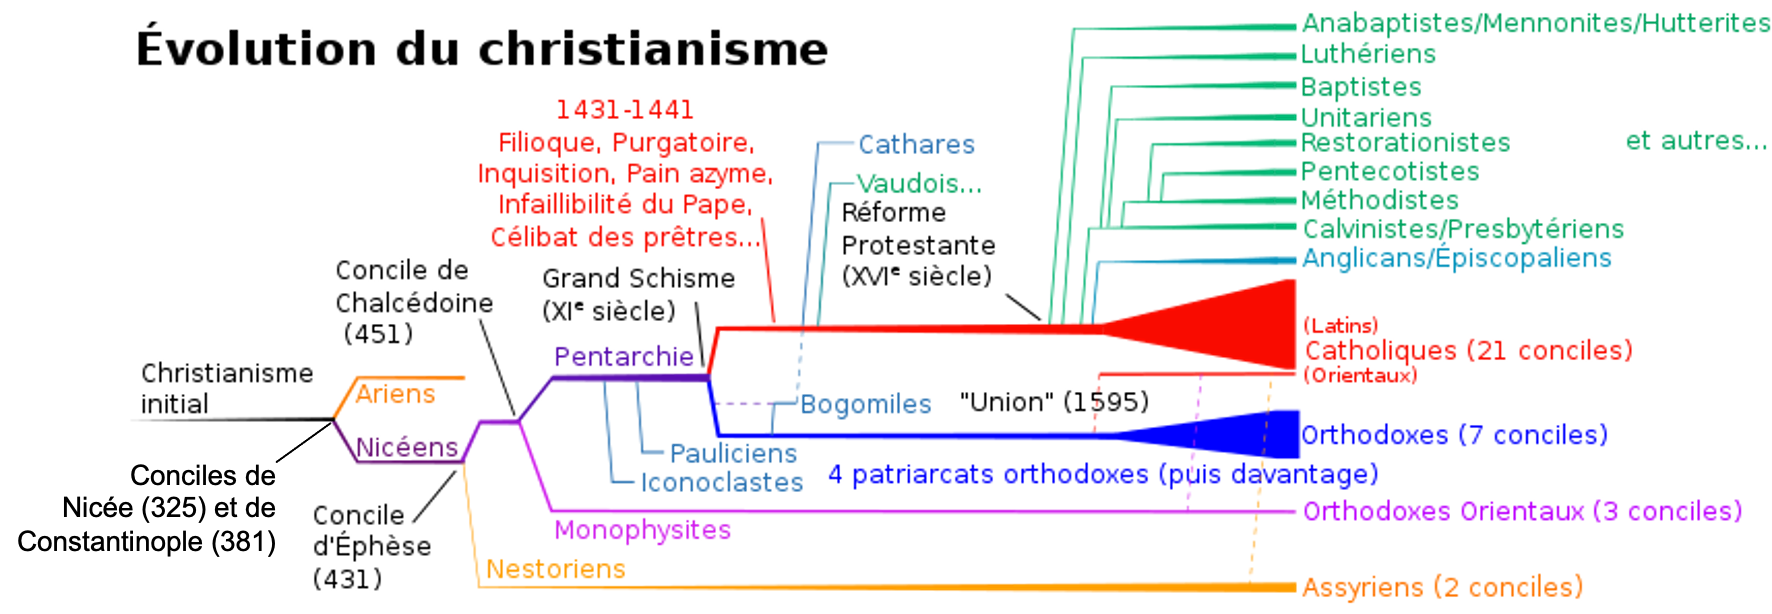 Évolution du christianisme
1431-1441
Filioque, Purgatoire,
Inquisition, Pain azyme,
Infaillibilité du Pape,
Célibat des prêtres...
Cathares
Vaudois...
Réforme
Protestante
(XVIᵉ siècle)
Anabaptistes/Mennonites/Hutterites
Luthériens
Baptistes
Unitariens
Restorationistes
et autres...
Pentecotistes
Méthodistes
Calvinistes/Presbytériens
Anglicans/Épiscopaliens
Concile de
Chalcédoine
(451)
Grand Schisme
(XIᵉ siècle)
Pentarchie
(Latins)
Catholiques (21 conciles)
(Orientaux)
Christianisme
initial
Ariens
Nicéens
Bogomiles
"Union" (1595)
Orthodoxes (7 conciles)
Pauliciens
Iconoclastes
4 patriarcats orthodoxes (puis davantage)
Conciles de
Nicée (325) et de
Constantinople (381)
Concile
d'Éphèse
(431)
Monophysites
Orthodoxes Orientaux (3 conciles)
Nestoriens
Assyriens (2 conciles)